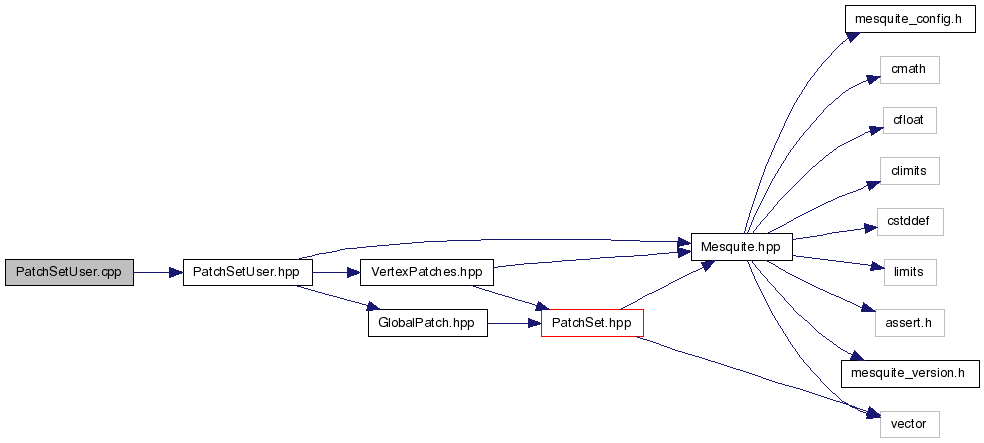 mesquite_config.h
cmath
cfloat
climits
cstddef
Mesquite.hpp
PatchSetUser.cpp
PatchSetUser.hpp
VertexPatches.hpp
limits
GlobalPatch.hpp
PatchSet.hpp
assert.h
mesquite_version.h
vector